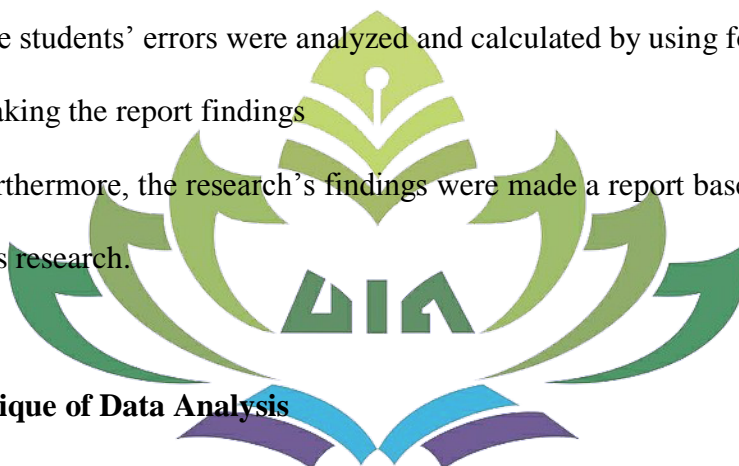 e students’ errors were analyzed and calculated by using fo
aking the report findings
rthermore, the research’s findings were made a report base
s research.
UIN
ique of Data Analysis